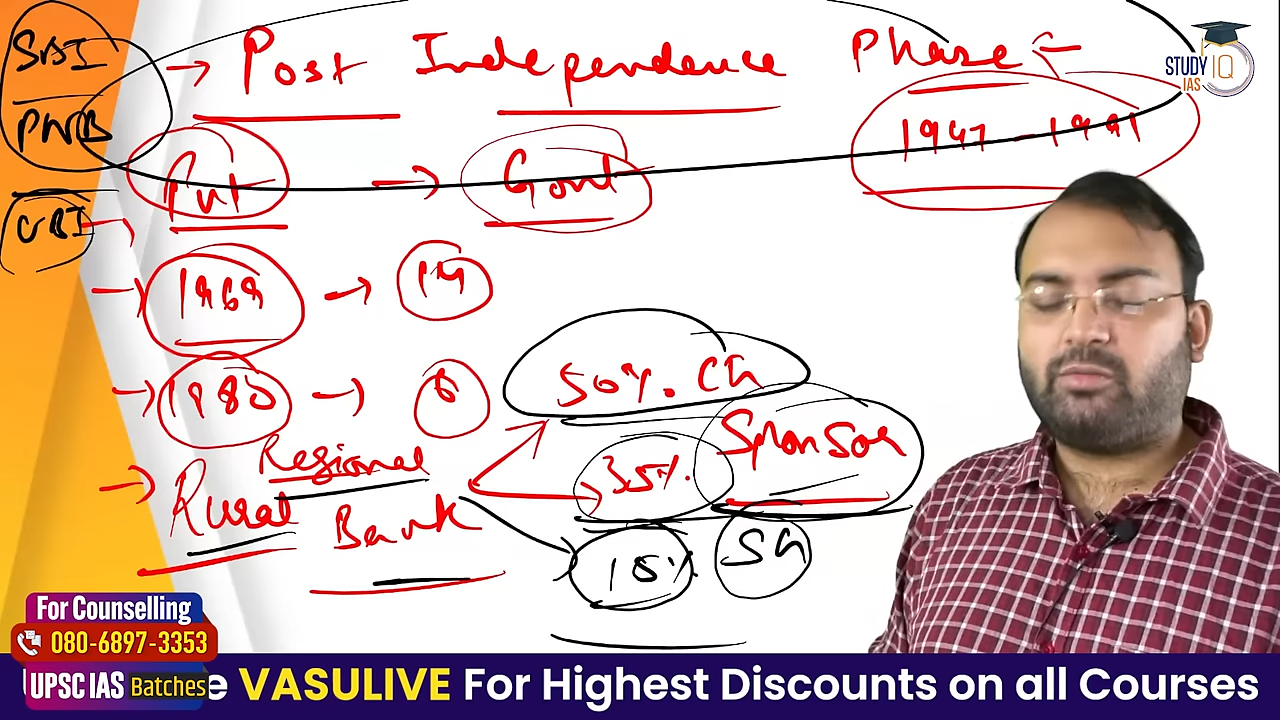 SBI
PNB
UBI
→ Post Independence Phase :-
1947 - 1991
Pvt → Govt
→ 1969 → 14
→ 1980 → 6
→ Regional
Rural Bank
50%. CG
35%. Sponsor
15% SG
STUDY IQ
IAS
For Counselling
080-6897-3353
UPSC IAS Batches
e VASULIVE For Highest Discounts on all Courses